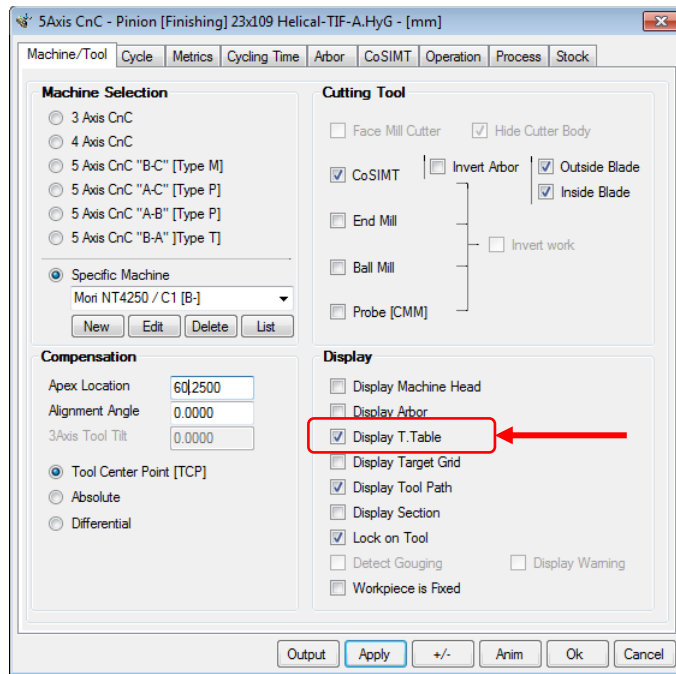 5Axis CnC - Pinion [Finishing] 23x109 Helical-TIF-A.HyG - [mm]
Machine/Tool Cycle Metrics Cycling Time Arbor CoSIMT Operation Process Stock
Machine Selection
3 Axis CnC
4 Axis CnC
5 Axis CnC "B-C" [Type M]
5 Axis CnC "A-C" [Type P]
5 Axis CnC "A-B" [Type P]
5 Axis CnC "B-A" ]Type T]
Specific Machine
Mori NT4250 / C1 [B-]
New Edit Delete List
Cutting Tool
Face Mill Cutter Hide Cutter Body
CoSIMT Invert Arbor Outside Blade
Inside Blade
End Mill
Invert work
Ball Mill
Probe [CMM]
Compensation
Apex Location 60.2500
Alignment Angle 0.0000
3Axis Tool Tilt 0.0000
Tool Center Point [TCP]
Absolute
Differential
Display
Display Machine Head
Display Arbor
Display T.Table
Display Target Grid
Display Tool Path
Display Section
Lock on Tool
Detect Gouging Display Warning
Workpiece is Fixed
Output Apply +/- Anim Ok Cancel